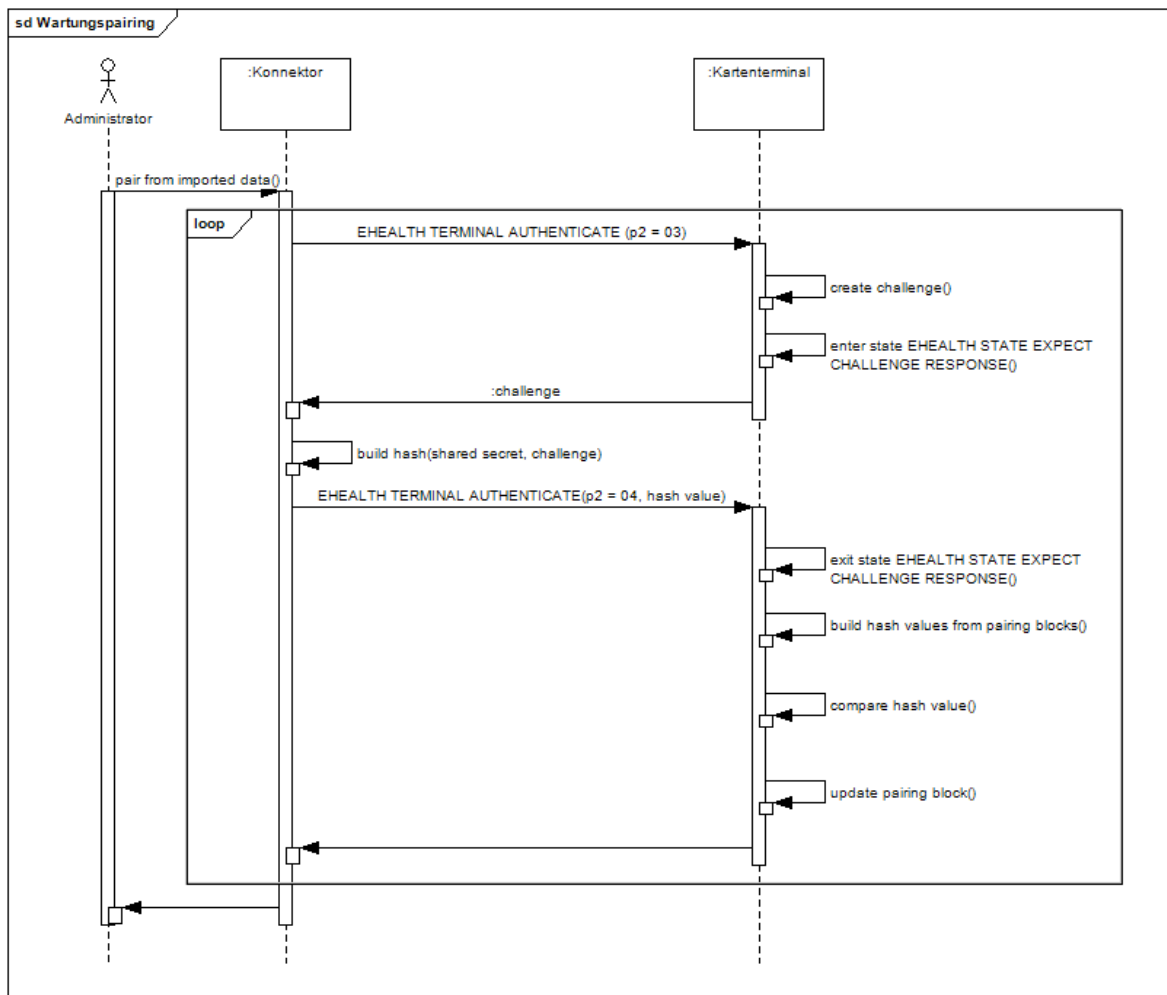 sd Wartungspairing
:Konnektor
:Kartenterminal
Administrator
pair from imported data()
loop
EHEALTH TERMINAL AUTHENTICATE (p2 = 03)
create challenge()
enter state EHEALTH STATE EXPECT
CHALLENGE RESPONSE()
:challenge
build hash(shared secret, challenge)
EHEALTH TERMINAL AUTHENTICATE(p2 = 04, hash value)
exit state EHEALTH STATE EXPECT
CHALLENGE RESPONSE()
build hash values from pairing blocks()
compare hash value()
update pairing block()